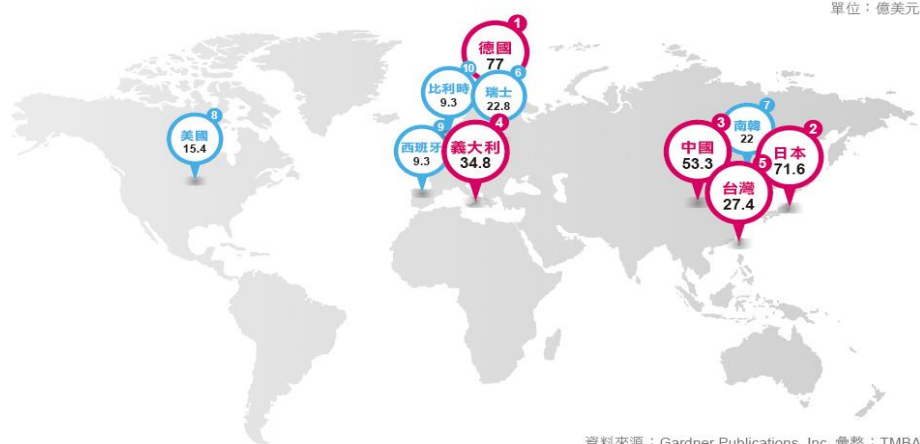 單位：億美元
1
德國
77
10
比利時
9.3
6
瑞士
22.8
8
美國
15.4
9
西班牙
9.3
4
義大利
34.8
3
中國
53.3
7
南韓
22
2
日本
71.6
5
台灣
27.4
資料來源：Gardner Publications, Inc. 彙整：TMBA